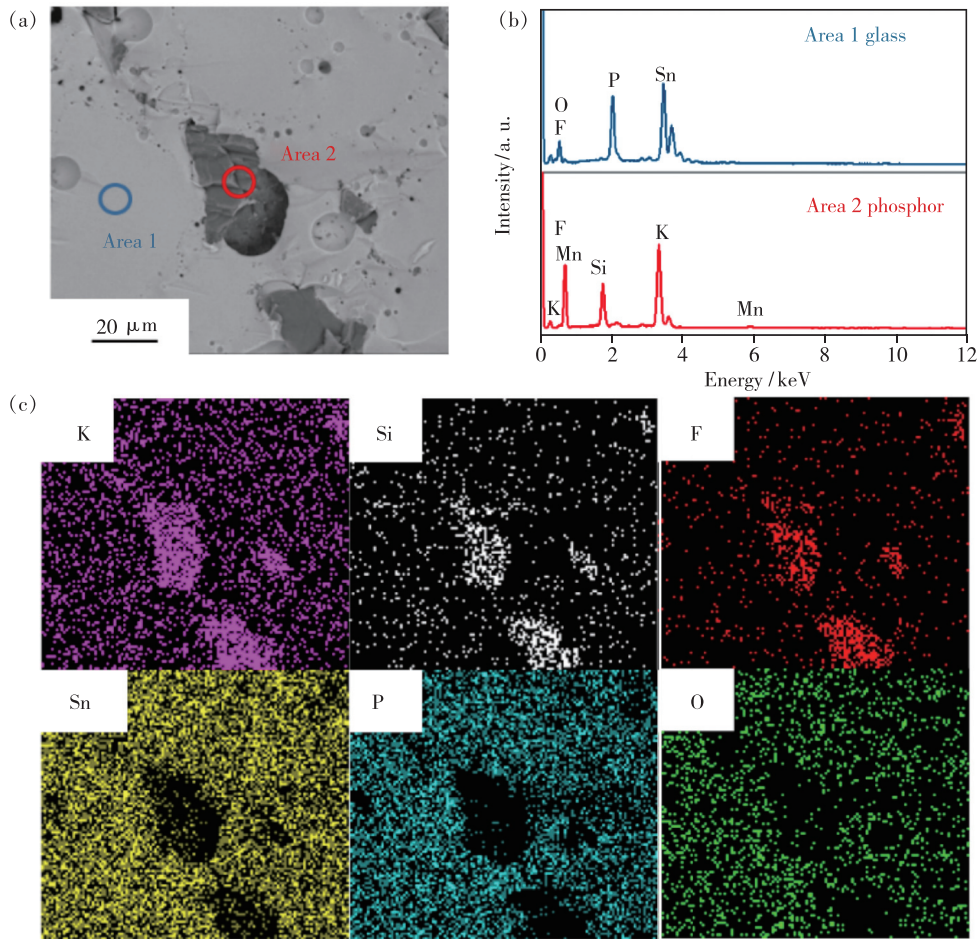 (a)
Area 2
Area 1
20 μm
(b)
Area 1 glass
O
F
P
Sn
Area 2 phosphor
F
Mn
K
Si
K
Mn
Intensity/a. u.
0 2 4 6 8 10 12
Energy /keV
(c)
K
Si
F
Sn
P
O